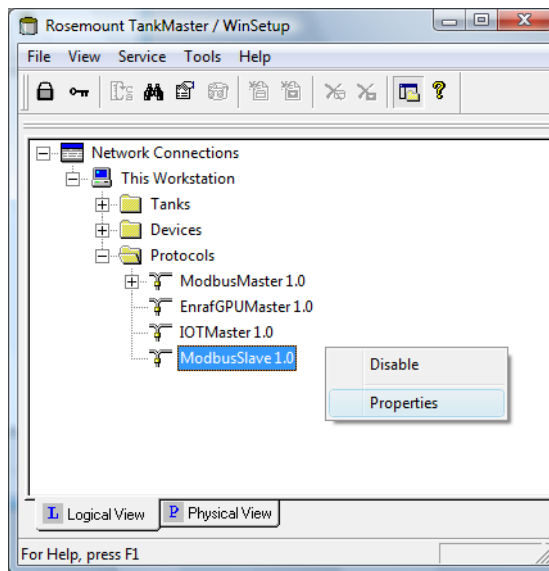 Rosemount TankMaster / WinSetup
File View Service Tools Help
Network Connections
This Workstation
Tanks
Devices
Protocols
ModbusMaster 1.0
EnrafGPUMaster 1.0
IOTMaster 1.0
ModbusSlave 1.0
Disable
Properties
L Logical View P Physical View
For Help, press F1